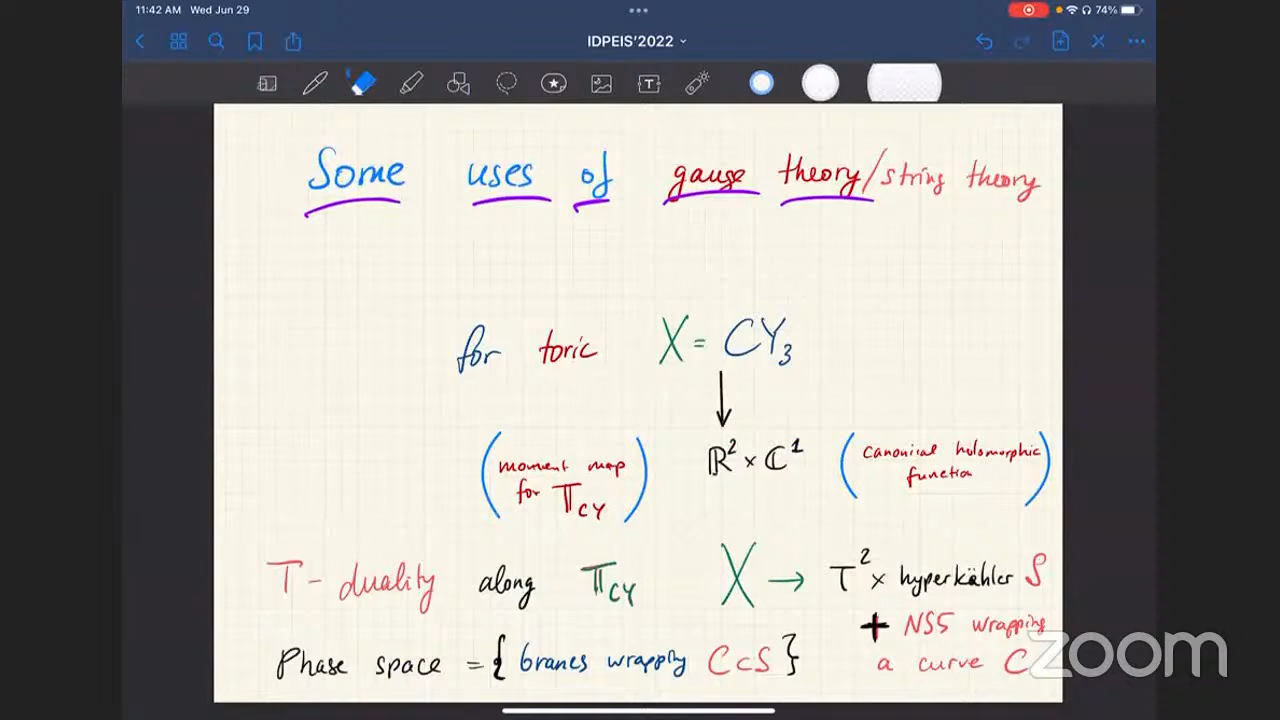 11:42 AM Wed Jun 29
74%
IDPEIS'2022
Some uses of gauge theory/string theory
for toric X = CY₃
ℝ² × ℂ¹
(moment map for 𝕋_CY)
(canonical holomorphic function)
T-duality along 𝕋_CY X → T² × hyperkähler S
+ NS5 wrapping
a curve C
Phase space = { branes wrapping C⊂S }
zoom